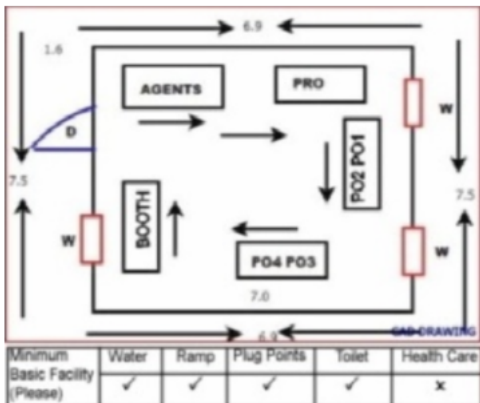 6.9
1.6
AGENTS
PRO
W
D
PO2 PO1
7.5
7.5
BOOTH
W
W
PO4 PO3
7.0
CAD DRAWING
6.9
Minimum Basic Facility (Please) Water Ramp Plug Points Toilet Health Care
✓ ✓ ✓ ✓ x